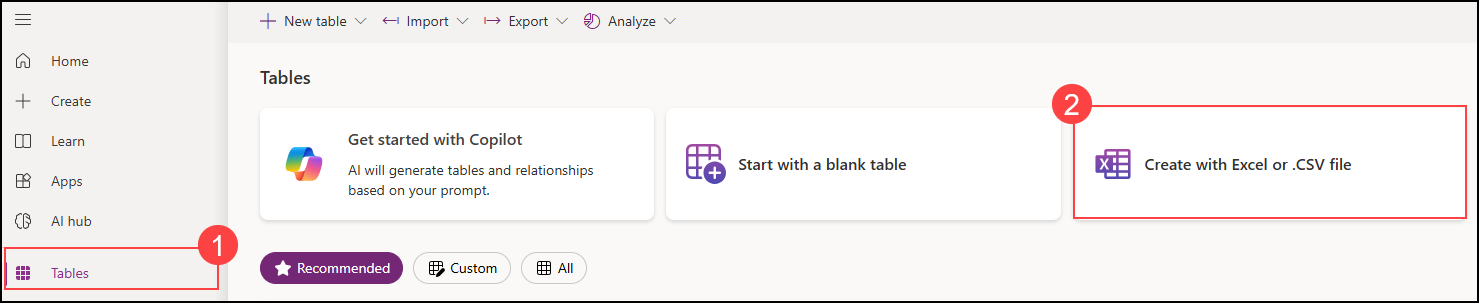 New table Import Export Analyze
Home
Create
Learn
Apps
AI hub
1
Tables
Tables
Get started with Copilot
AI will generate tables and relationships
based on your prompt.
Start with a blank table
2
Create with Excel or .CSV file
Recommended Custom All